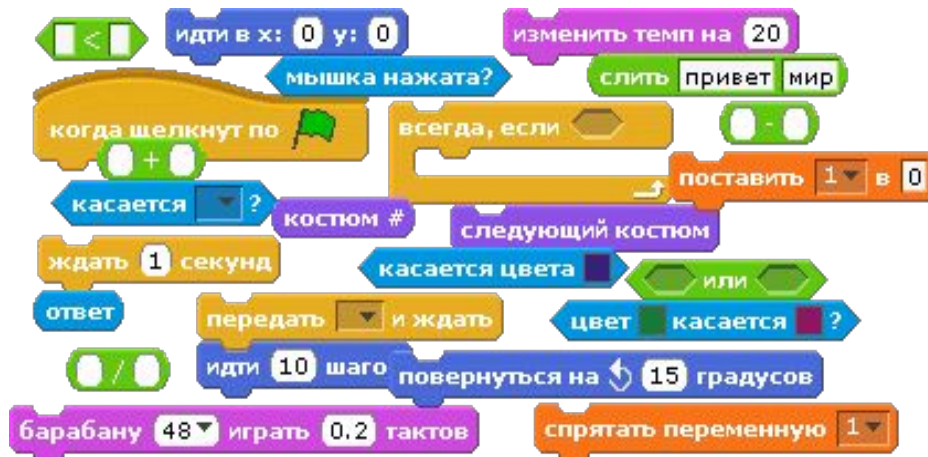 <
идти в x: 0 y: 0
изменить темп на 20
мышка нажата?
слить привет мир
когда щелкнут по
всегда, если
-
+
поставить 1 в 0
касается ?
костюм #
следующий костюм
ждать 1 секунд
касается цвета
или
ответ
передать и ждать
цвет касается ?
/
идти 10 шаго
повернуться на 15 градусов
барабану 48 играть 0.2 тактов
спрятать переменную 1